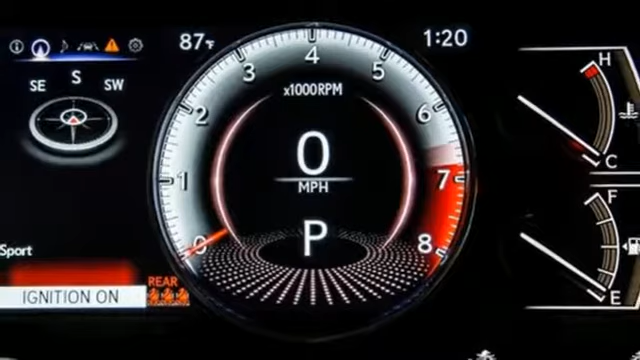 87°F
1:20
SE S SW
x1000RPM
0 1 2 3 4 5 6 7 8
0
MPH
P
Sport
IGNITION ON
REAR
H
C
F
E